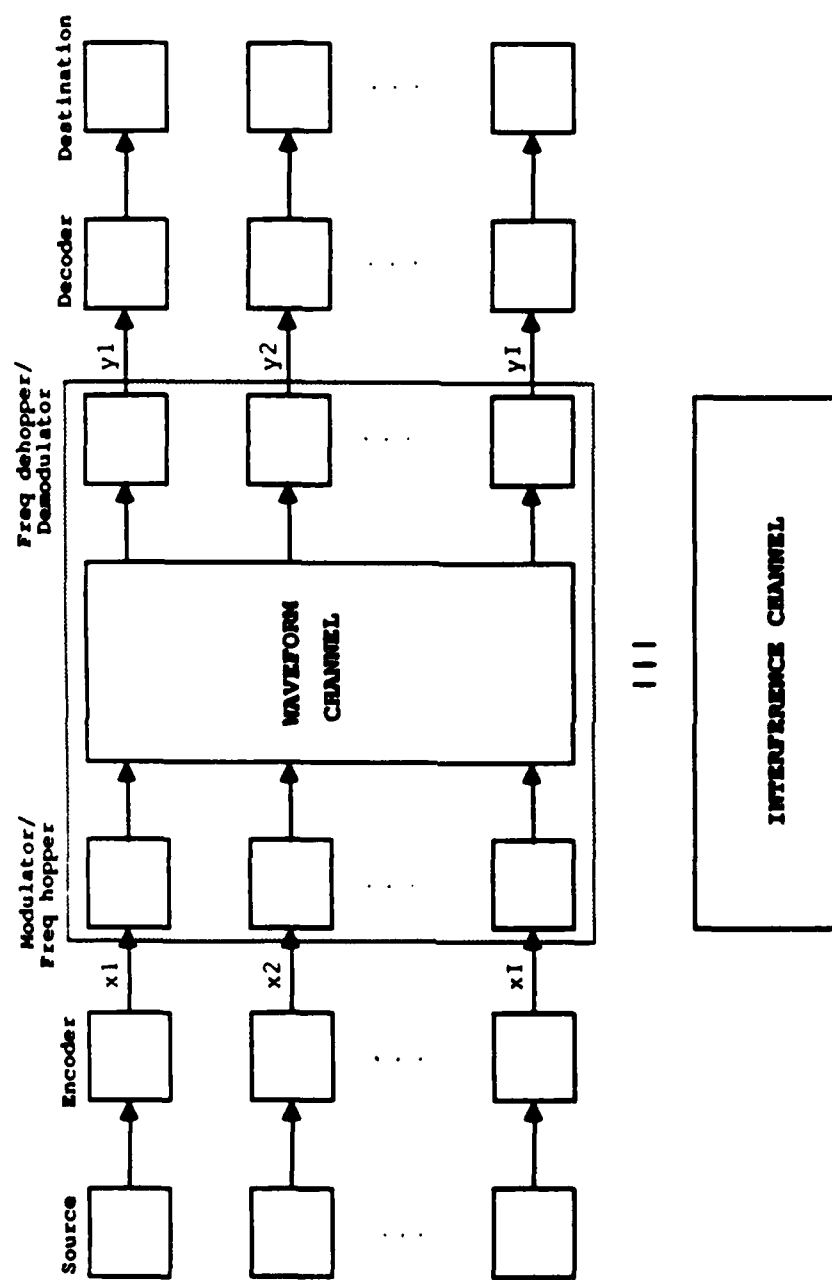 Source
Encoder
Modulator/
Freq hopper
Freq dehopper/
Demodulator
Decoder
Destination
x1
y1
x2
y2
WAVEFORM
CHANNEL
. . .
. . .
. . .
. . .
. . .
. . .
xI
yI
INTERFERENCE CHANNEL